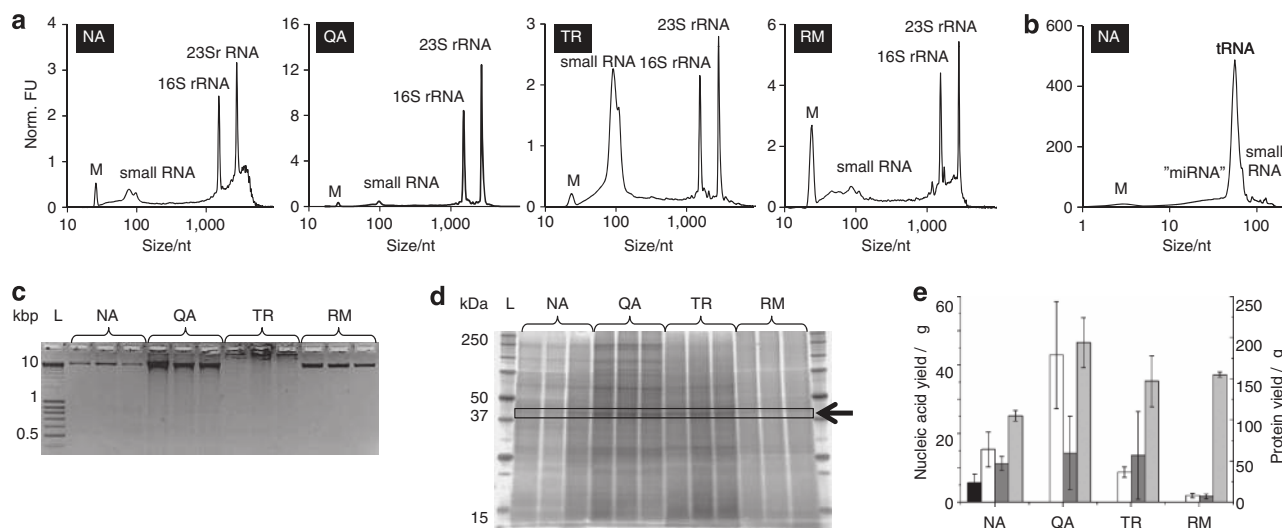 a
NA
QA
TR
RM
b
NA
4
3
2
1
0
Norm. FU
23Sr RNA
16S rRNA
M
small RNA
10
100
1,000
Size/nt
16
12
8
4
0
23S rRNA
16S rRNA
M
small RNA
10
100
1,000
Size/nt
3
2
1
0
23S rRNA
small RNA
16S rRNA
M
10
100
1,000
Size/nt
6
4
2
0
23S rRNA
16S rRNA
M
small RNA
10
100
1,000
Size/nt
600
400
200
0
tRNA
"miRNA"
small
RNA
M
1
10
100
Size/nt
c
kbp
L
NA
QA
TR
RM
10
1
0.5
d
kDa
L
NA
QA
TR
RM
250
50
37
15
e
60
50
40
30
20
10
0
Nucleic acid yield / g
250
200
150
100
50
0
Protein yield / g
NA
QA
TR
RM